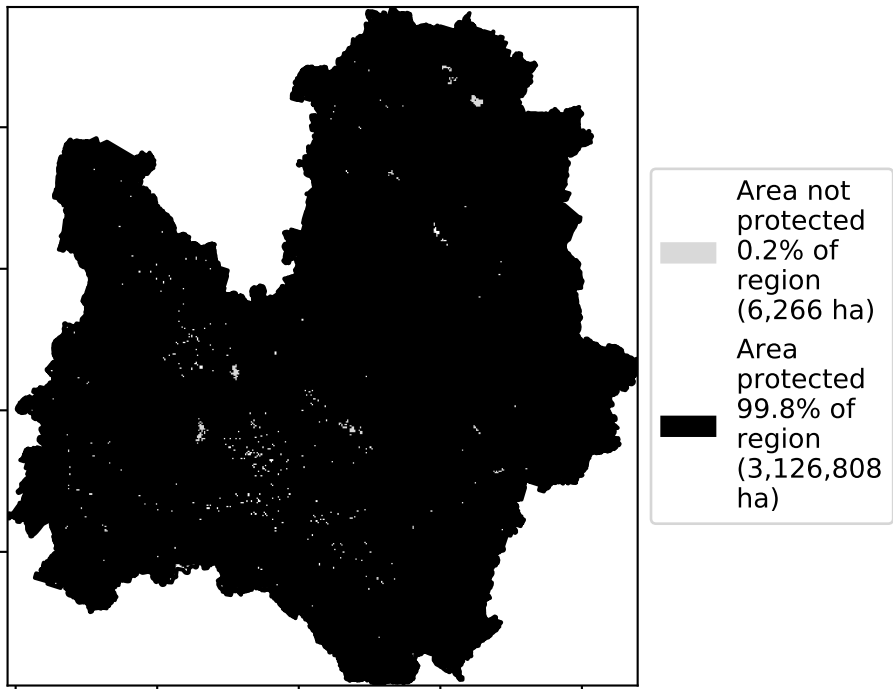 Area not
protected
0.2% of
region
(6,266 ha)
Area
protected
99.8% of
region
(3,126,808
ha)